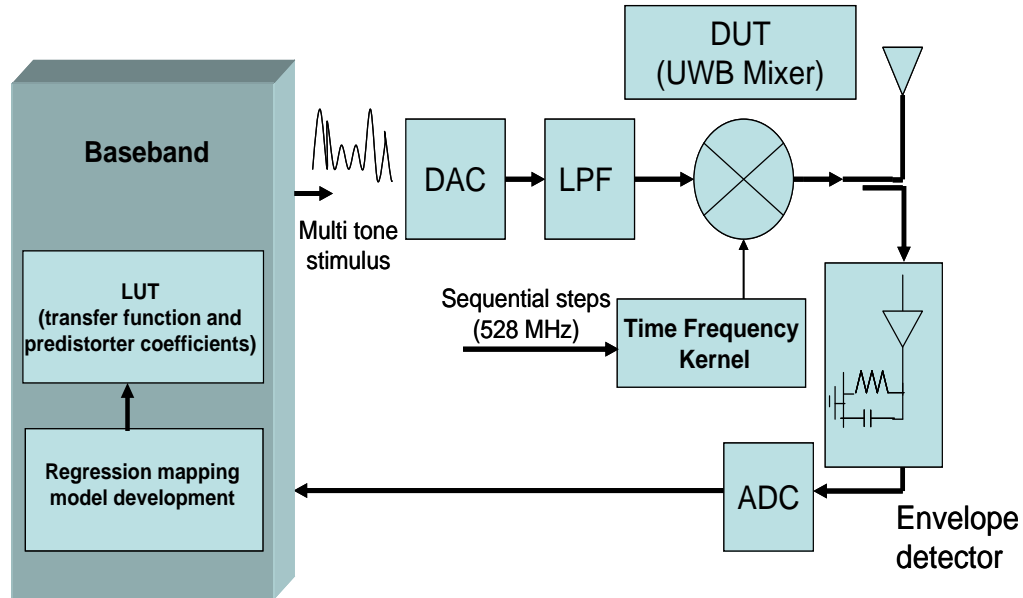 DUT
(UWB Mixer)
Baseband
DAC
LPF
Multi tone
stimulus
LUT
(transfer function and
predistorter coefficients)
Sequential steps
(528 MHz)
Time Frequency
Kernel
Regression mapping
model development
ADC
Envelope
detector